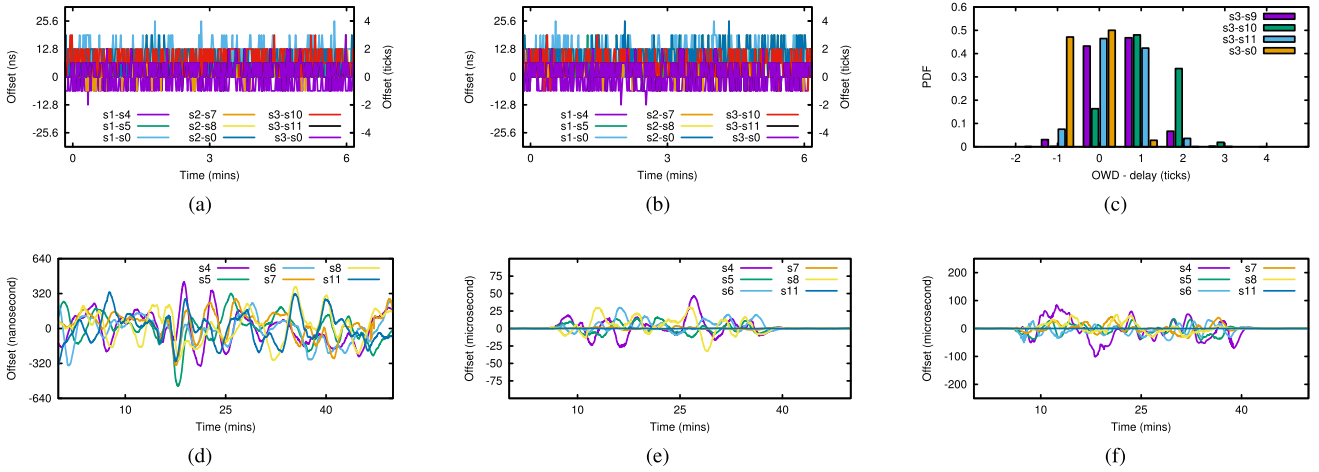 25.6
12.8
0
-12.8
-25.6
4
2
0
-2
-4
Offset (ns)
Offset (ticks)
s1-s4 s2-s7 s3-s10
s1-s5 s2-s8 s3-s11
s1-s0 s2-s0 s3-s0
0 3 6
Time (mins)
(a)
25.6
12.8
0
-12.8
-25.6
4
2
0
-2
-4
Offset (ns)
Offset (ticks)
s1-s4 s2-s7 s3-s10
s1-s5 s2-s8 s3-s11
s1-s0 s2-s0 s3-s0
0 3 6
Time (mins)
(b)
0.6
0.5
0.4
0.3
0.2
0.1
0
PDF
s3-s9
s3-s10
s3-s11
s3-s0
-2 -1 0 1 2 3 4
OWD - delay (ticks)
(c)
640
320
0
-320
-640
Offset (nanosecond)
s4 s6 s8
s5 s7 s11
10 25 40
Time (mins)
(d)
75
50
25
0
-25
-50
-75
Offset (microsecond)
s4 s7
s5 s8
s6 s11
10 25 40
Time (mins)
(e)
200
100
0
-100
-200
Offset (microsecond)
s4 s7
s5 s8
s6 s11
10 25 40
Time (mins)
(f)